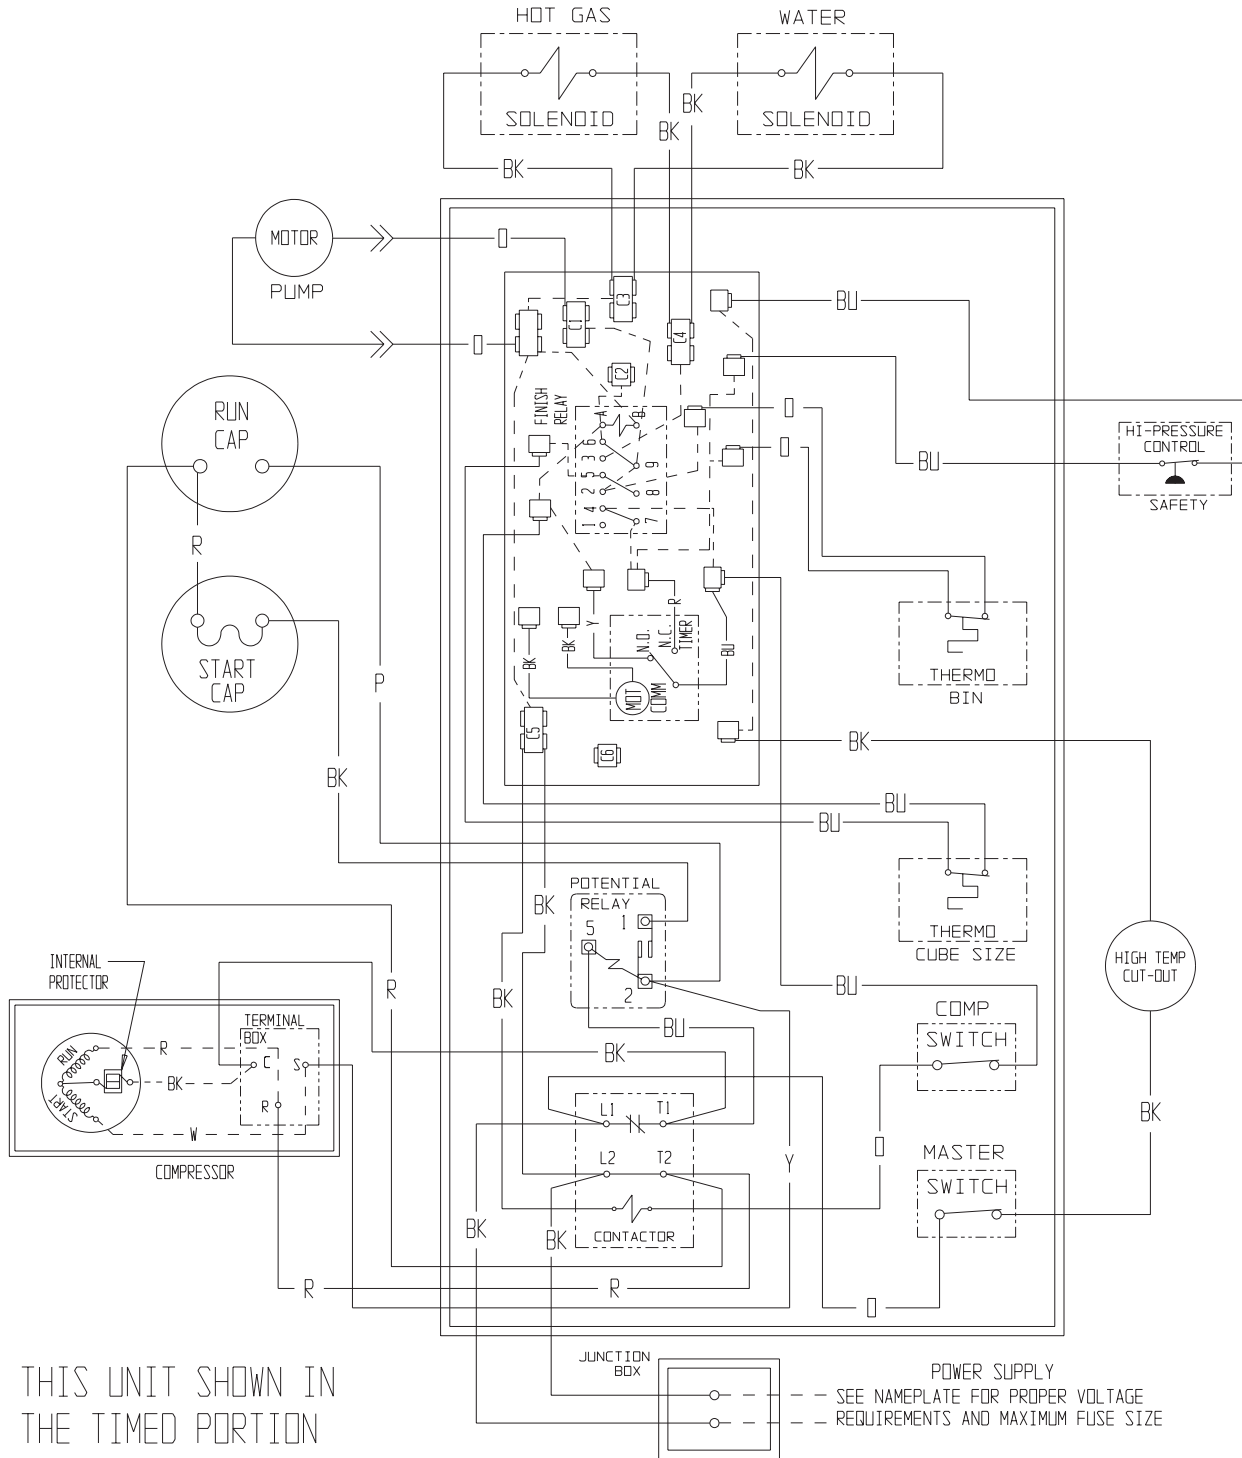 HOT GAS
WATER
SOLENOID
SOLENOID
BK
BK
BK
BK
MOTOR
PUMP
O
O
BU
C3
C1
C4
C2
FINISH
RELAY
A
B
6
3
5
2
4
1
9
8
7
O
O
RUN
CAP
R
START
CAP
P
BK
HI-PRESSURE
CONTROL
BU
SAFETY
R
Y
N.O.
N.C.
TIMER
BK
BK
BU
MOT
COMM
C5
C6
THERMO
BIN
BK
BU
BU
POTENTIAL
RELAY
BK
5
1
2
THERMO
CUBE SIZE
HIGH TEMP
CUT-OUT
INTERNAL
PROTECTOR
R
BK
BU
BU
BK
TERMINAL
BOX
RUN
START
R
BK
W
C
S
R
COMPRESSOR
COMP
SWITCH
L1
T1
L2
T2
CONTACTOR
Y
O
BK
MASTER
SWITCH
BK
BK
R
R
O
JUNCTION
BOX
POWER SUPPLY
SEE NAMEPLATE FOR PROPER VOLTAGE
REQUIREMENTS AND MAXIMUM FUSE SIZE
THIS UNIT SHOWN IN
THE TIMED PORTION